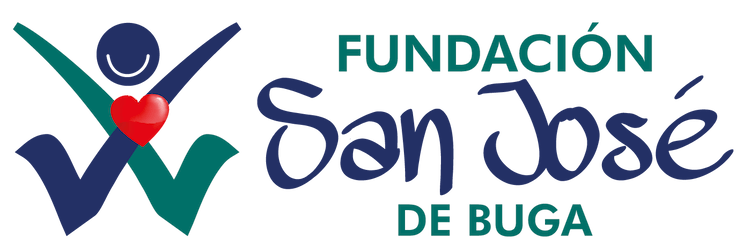 FUNDACIÓN
San José
DE BUGA